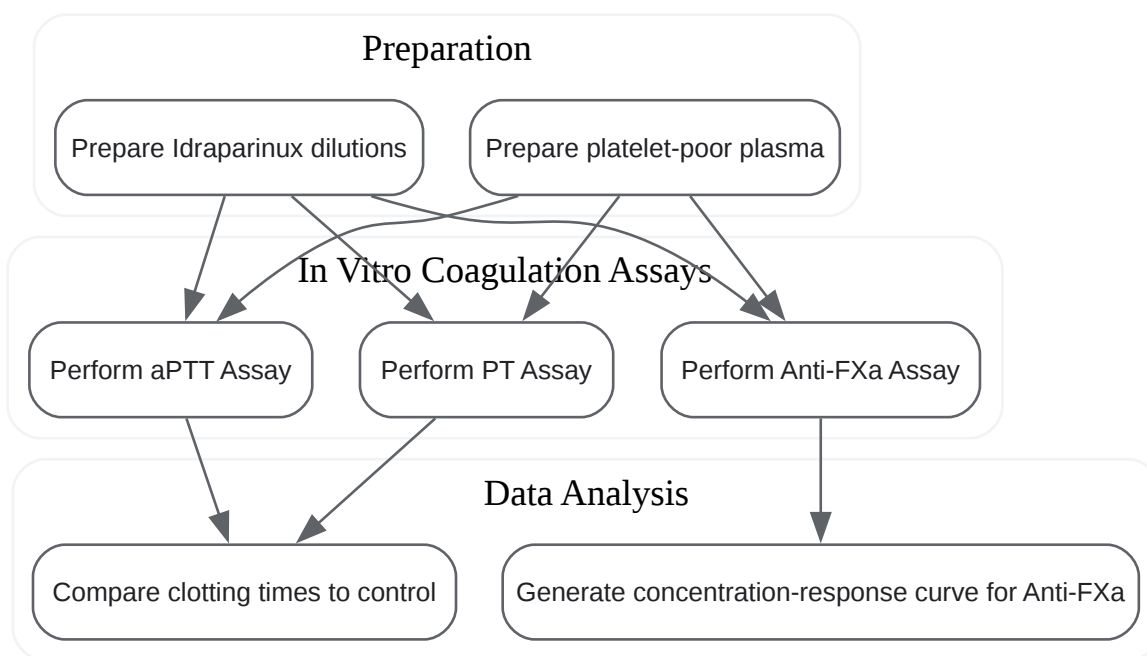 Preparation
Prepare Idraparinux dilutions
Prepare platelet-poor plasma
In Vitro Coagulation Assays
Perform aPTT Assay
Perform PT Assay
Perform Anti-FXa Assay
Data Analysis
Compare clotting times to control
Generate concentration-response curve for Anti-FXa